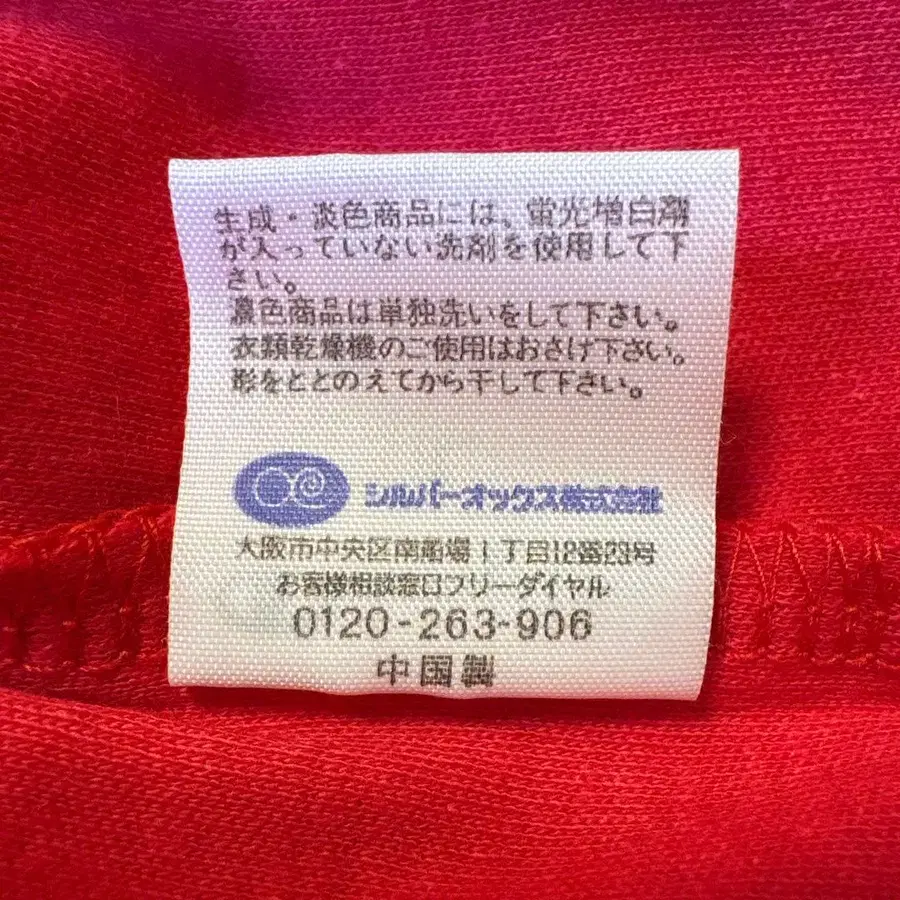 生成・淡色商品には、蛍光増白剤
が入っていない洗剤を使用して下
さい。
濃色商品は単独洗いをして下さい。
衣類乾燥機のご使用はおさけ下さい。
形をととのえてから干して下さい。
シルバーオックス株式会社
大阪市中央区南船場1丁目12番23号
お客様相談窓口フリーダイヤル
0120-263-906
中国製